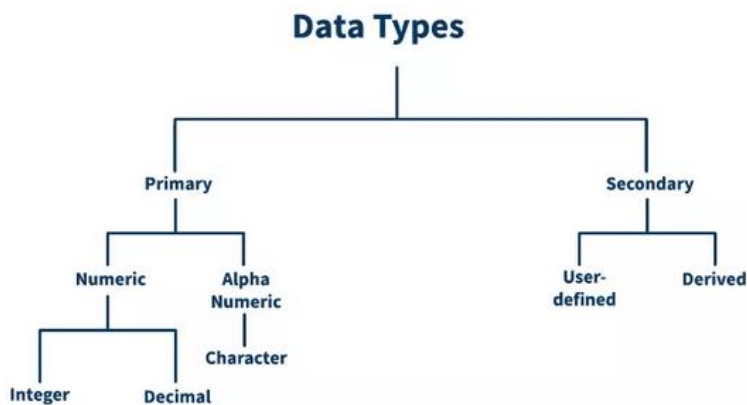 Data Types
Primary
Secondary
Numeric
Alpha
Numeric
User-
defined
Derived
Character
Integer
Decimal